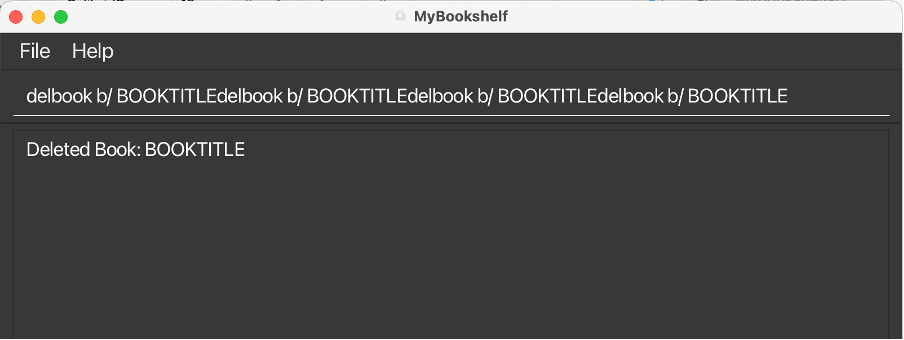 MyBookshelf
File Help
delbook b/ BOOKTITLEdelbook b/ BOOKTITLEdelbook b/ BOOKTITLEdelbook b/ BOOKTITLE
Deleted Book: BOOKTITLE